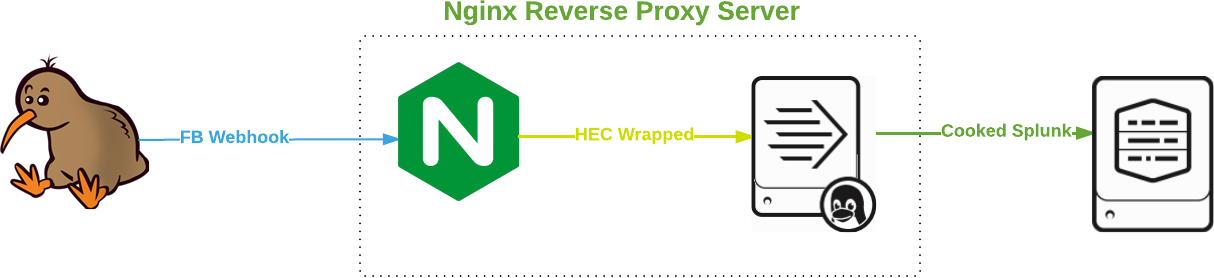 Nginx Reverse Proxy Server
FB Webhook
N
HEC Wrapped
Cooked Splunk